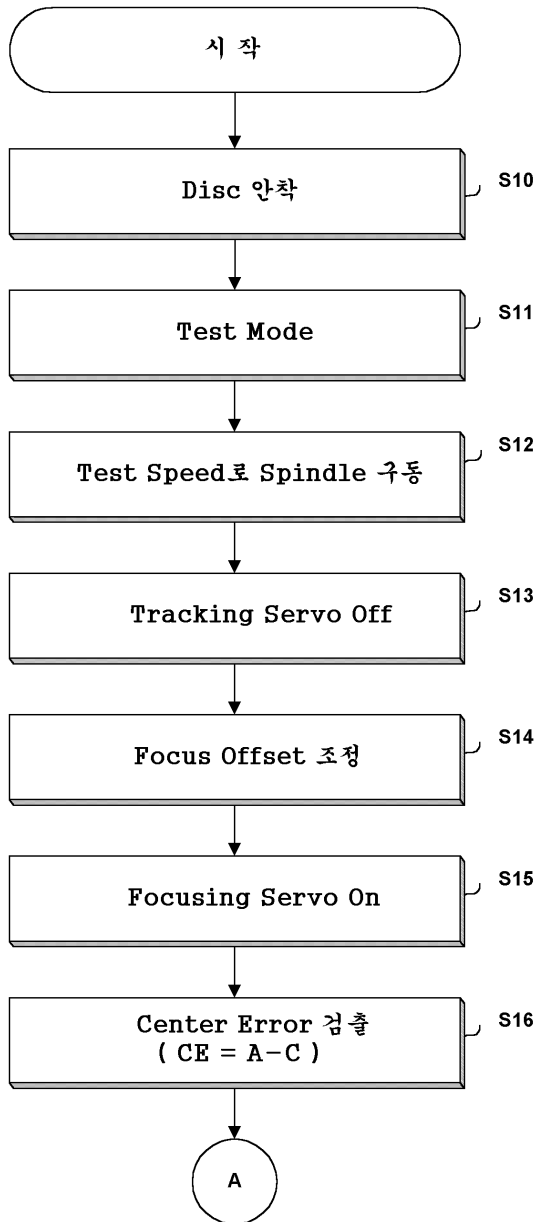 시 작
Disc 안착
S10
Test Mode
S11
Test Speed로 Spindle 구동
S12
Tracking Servo Off
S13
Focus Offset 조정
S14
Focusing Servo On
S15
Center Error 검출
( CE = A-C )
S16
A